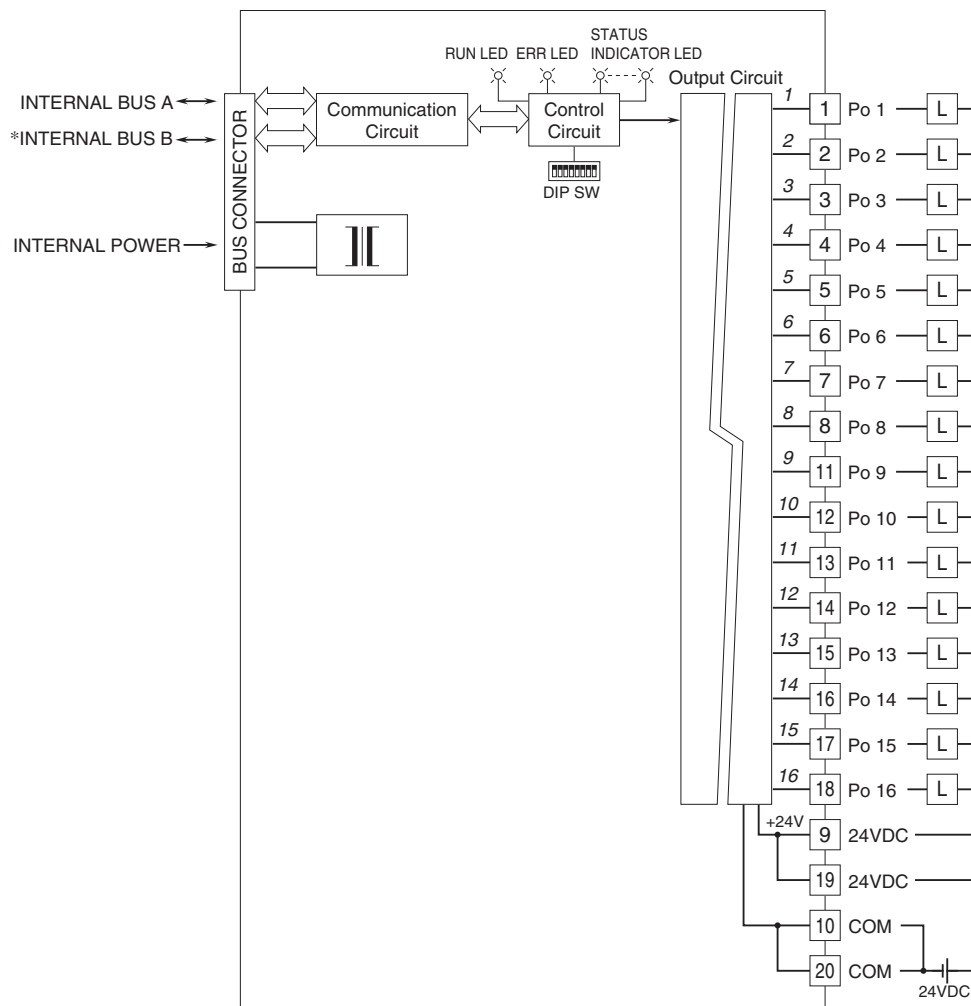 STATUS
RUN LED ERR LED INDICATOR LED
Output Circuit
INTERNAL BUS A
*INTERNAL BUS B
INTERNAL POWER
BUS CONNECTOR
Communication
Circuit
Control
Circuit
DIP SW
1 1 Po 1 L
2 2 Po 2 L
3 3 Po 3 L
4 4 Po 4 L
5 5 Po 5 L
6 6 Po 6 L
7 7 Po 7 L
8 8 Po 8 L
9 11 Po 9 L
10 12 Po 10 L
11 13 Po 11 L
12 14 Po 12 L
13 15 Po 13 L
14 16 Po 14 L
15 17 Po 15 L
16 18 Po 16 L
+24V 9 24VDC
19 24VDC
10 COM
20 COM
24VDC